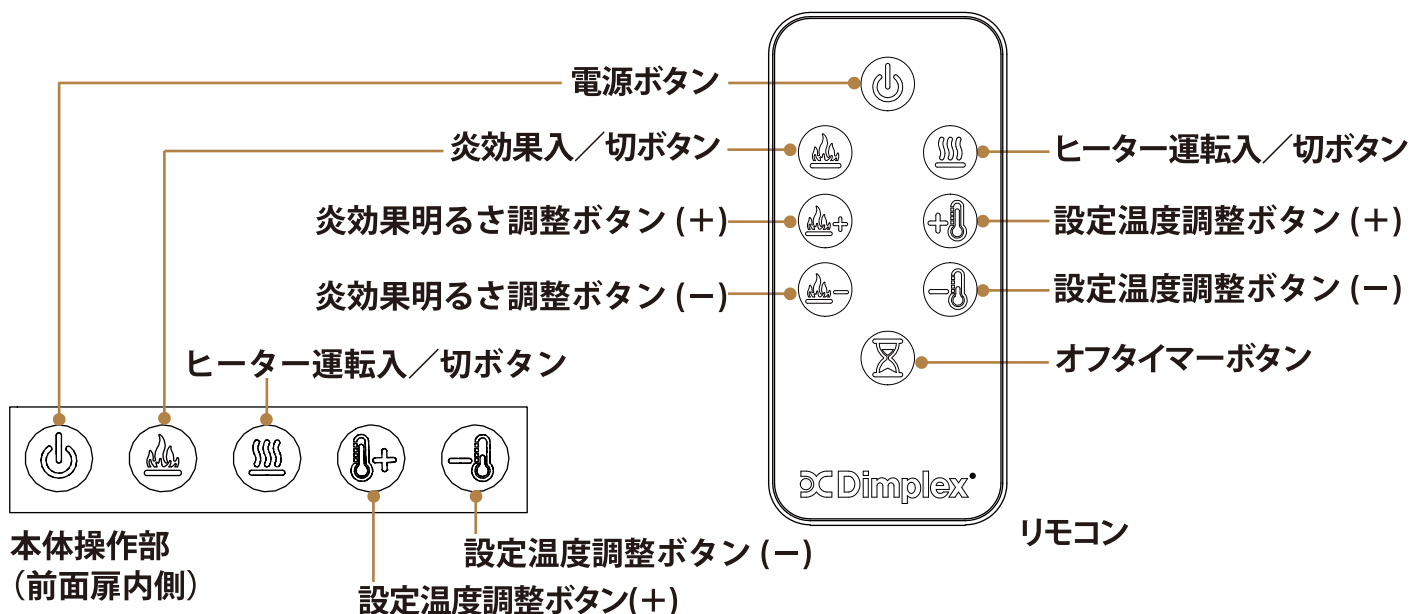 電源ボタン
炎効果入／切ボタン
ヒーター運転入／切ボタン
炎効果明るさ調整ボタン (＋)
設定温度調整ボタン (＋)
炎効果明るさ調整ボタン (－)
設定温度調整ボタン (－)
オフタイマーボタン
ヒーター運転入／切ボタン
Dimplex
リモコン
本体操作部
（前面扉内側）
設定温度調整ボタン (－)
設定温度調整ボタン(＋)